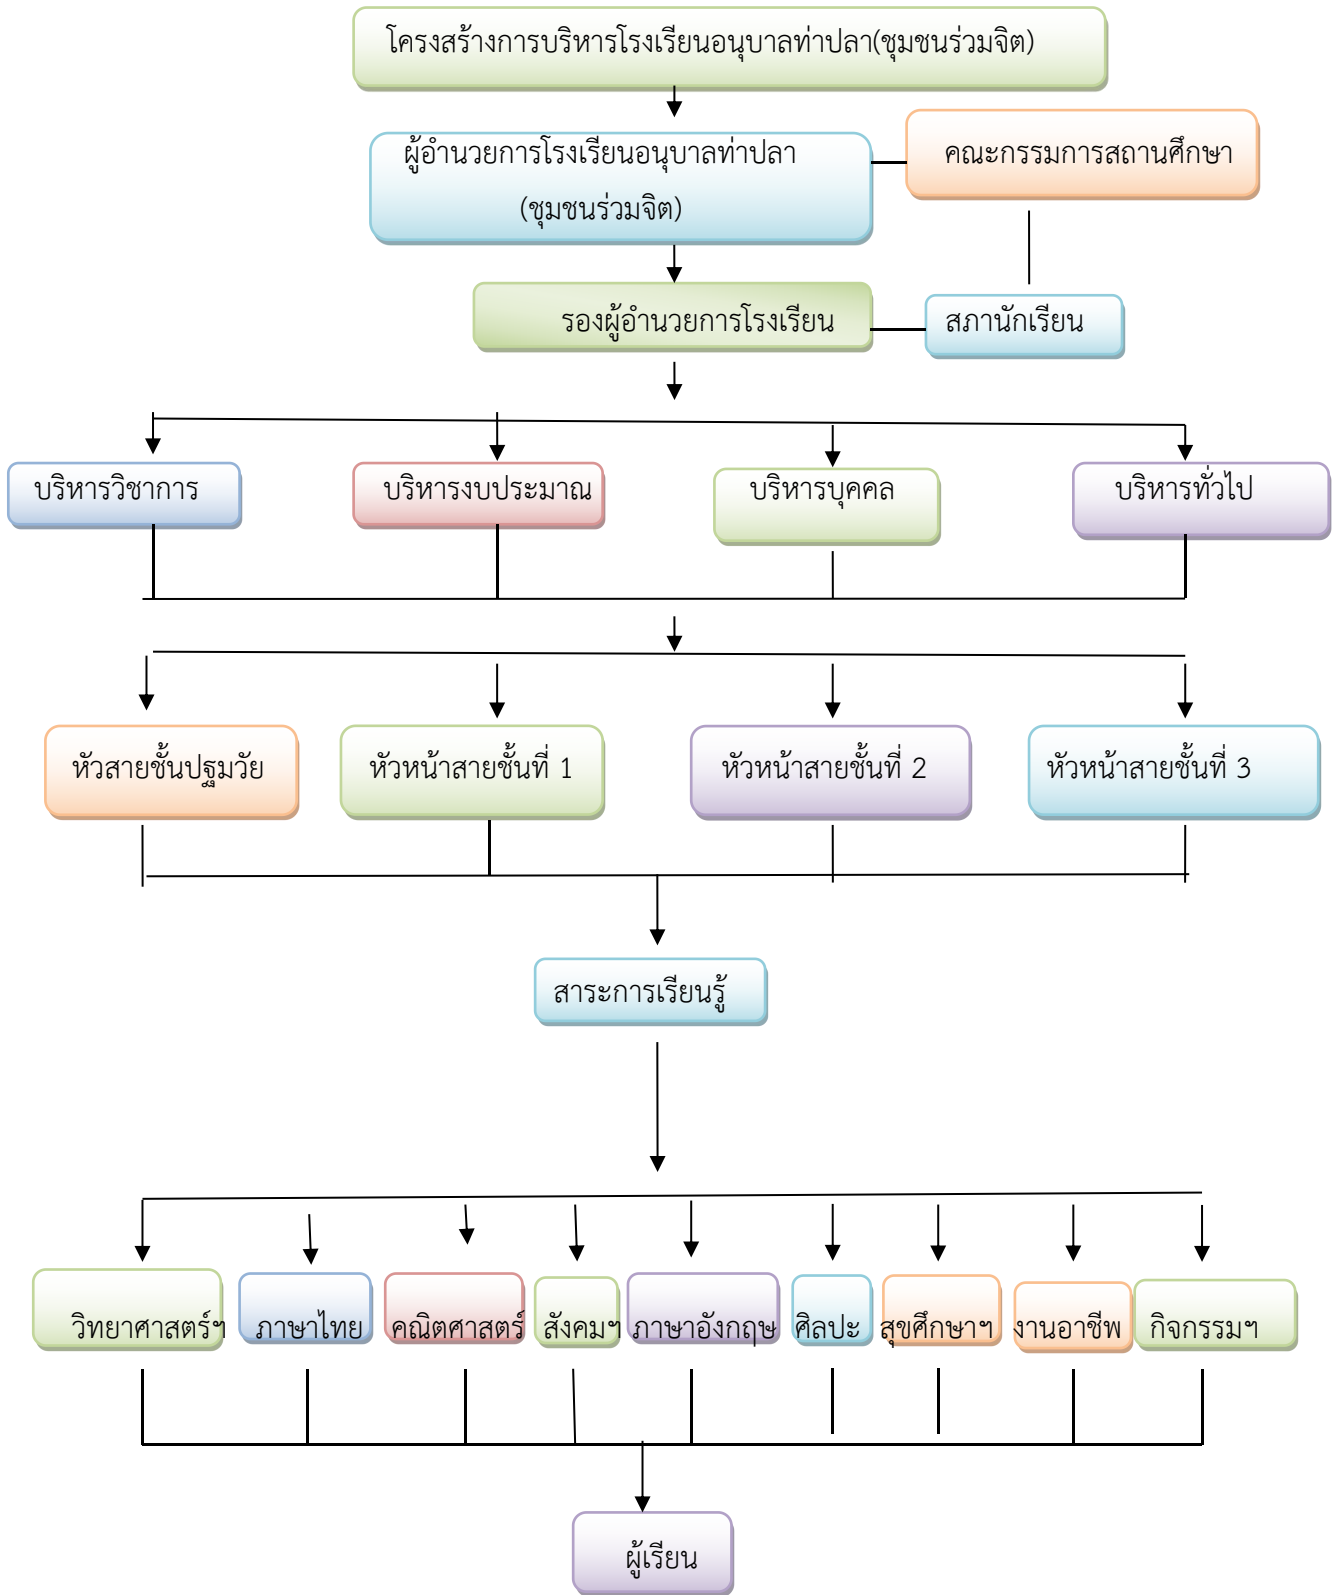 โครงสร้างการบริหารโรงเรียนอนุบาลท่าปลา(ชุมชนร่วมจิต)
ผู้อำนวยการโรงเรียนอนุบาลท่าปลา
(ชุมชนร่วมจิต)
คณะกรรมการสถานศึกษา
รองผู้อำนวยการโรงเรียน
สภานักเรียน
บริหารวิชาการ
บริหารงบประมาณ
บริหารบุคคล
บริหารทั่วไป
หัวสายชั้นปฐมวัย
หัวหน้าสายชั้นที่ 1
หัวหน้าสายชั้นที่ 2
หัวหน้าสายชั้นที่ 3
สาระการเรียนรู้
วิทยาศาสตร์ฯ
ภาษาไทย
คณิตศาสตร์
สังคมฯ
ภาษาอังกฤษ
ศิลปะ
สุขศึกษาฯ
งานอาชีพ
กิจกรรมฯ
ผู้เรียน